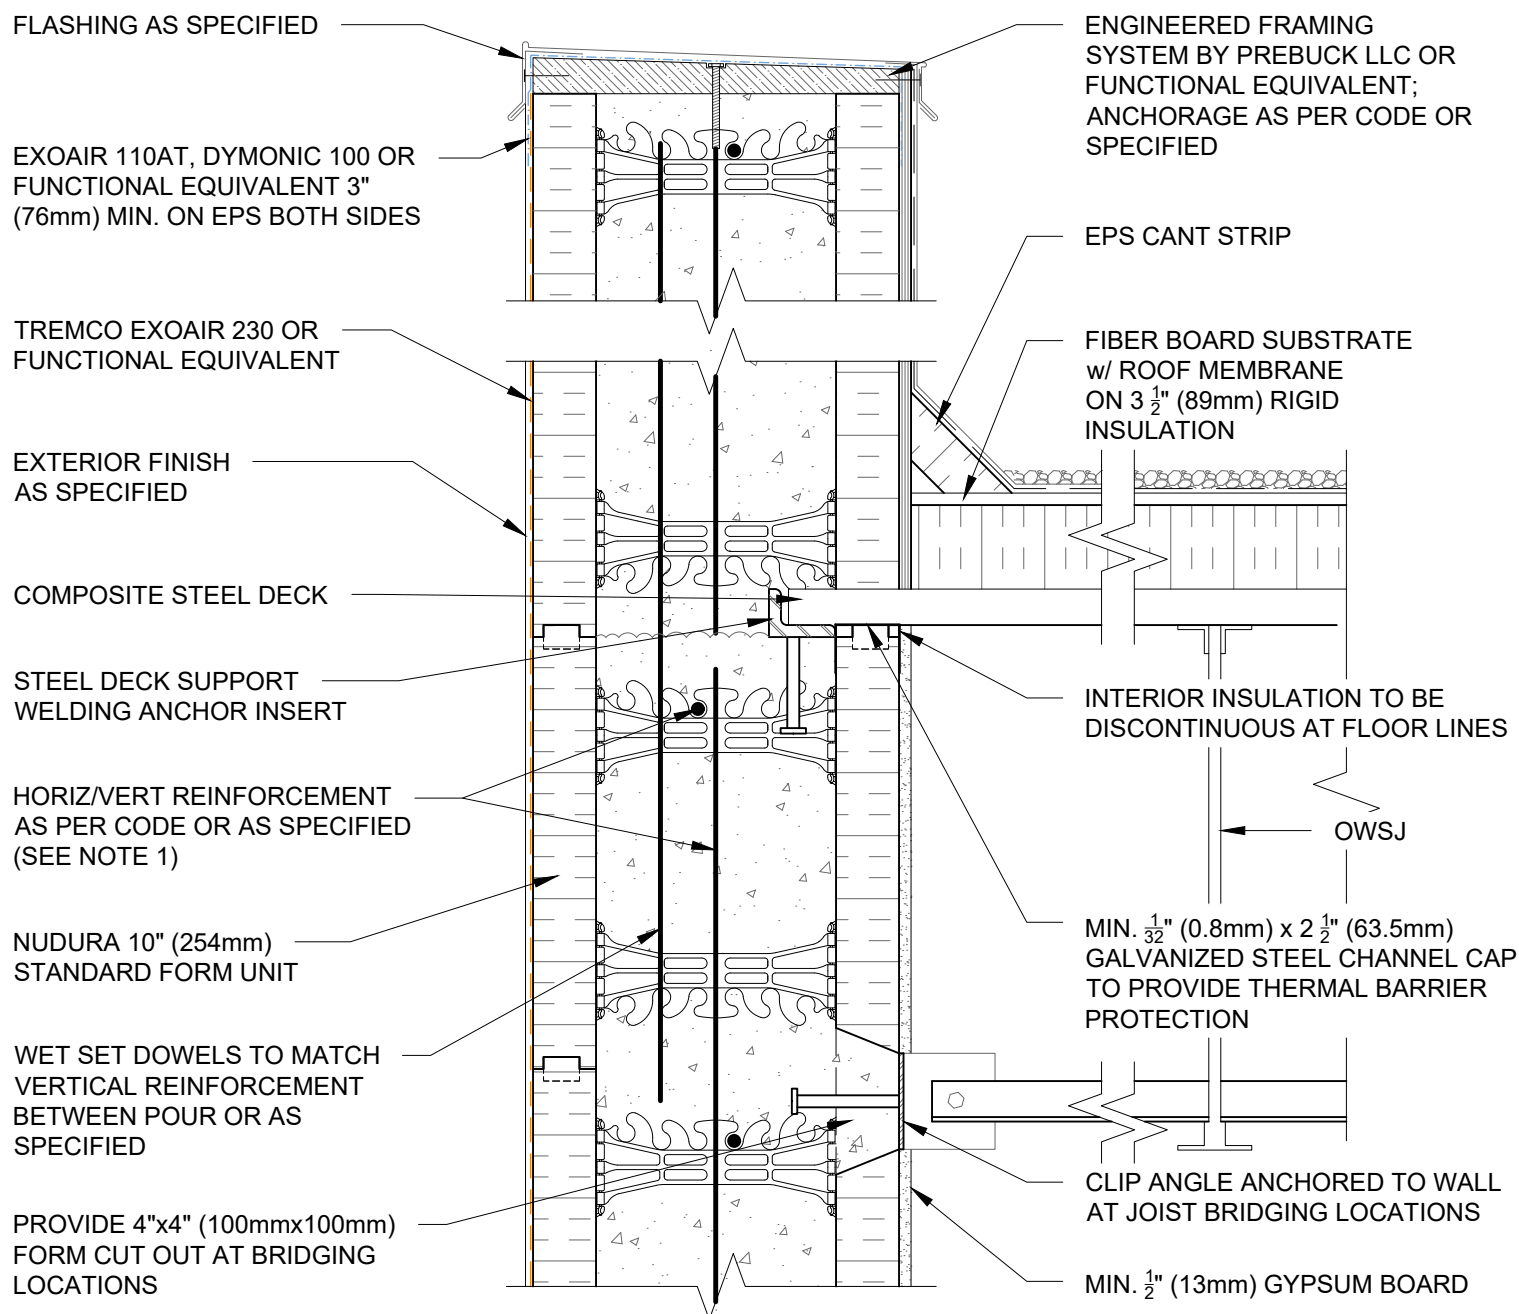 FLASHING AS SPECIFIED
EXOAIR 110AT, DYMONIC 100 OR
FUNCTIONAL EQUIVALENT 3"
(76mm) MIN. ON EPS BOTH SIDES
TREMCO EXOAIR 230 OR
FUNCTIONAL EQUIVALENT
EXTERIOR FINISH
AS SPECIFIED
COMPOSITE STEEL DECK
STEEL DECK SUPPORT
WELDING ANCHOR INSERT
HORIZ/VERT REINFORCEMENT
AS PER CODE OR AS SPECIFIED
(SEE NOTE 1)
NUDURA 10" (254mm)
STANDARD FORM UNIT
WET SET DOWELS TO MATCH
VERTICAL REINFORCEMENT
BETWEEN POUR OR AS
SPECIFIED
PROVIDE 4"x4" (100mmx100mm)
FORM CUT OUT AT BRIDGING
LOCATIONS
ENGINEERED FRAMING
SYSTEM BY PREBUCK LLC OR
FUNCTIONAL EQUIVALENT;
ANCHORAGE AS PER CODE OR
SPECIFIED
EPS CANT STRIP
FIBER BOARD SUBSTRATE
w/ ROOF MEMBRANE
ON 3 1/2" (89mm) RIGID
INSULATION
INTERIOR INSULATION TO BE
DISCONTINUOUS AT FLOOR LINES
OWSJ
MIN. 1/32" (0.8mm) x 2 1/2" (63.5mm)
GALVANIZED STEEL CHANNEL CAP
TO PROVIDE THERMAL BARRIER
PROTECTION
CLIP ANGLE ANCHORED TO WALL
AT JOIST BRIDGING LOCATIONS
MIN. 1/2" (13mm) GYPSUM BOARD